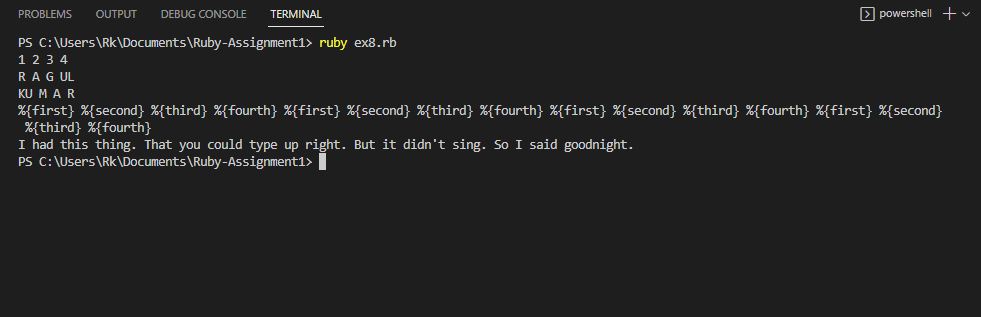 PROBLEMS OUTPUT DEBUG CONSOLE TERMINAL powershell
PS C:\Users\Rk\Documents\Ruby-Assignment1> ruby ex8.rb
1 2 3 4
R A G UL
KU M A R
%{first} %{second} %{third} %{fourth} %{first} %{second} %{third} %{fourth} %{first} %{second} %{third} %{fourth} %{first} %{second}
%{third} %{fourth}
I had this thing. That you could type up right. But it didn't sing. So I said goodnight.
PS C:\Users\Rk\Documents\Ruby-Assignment1>